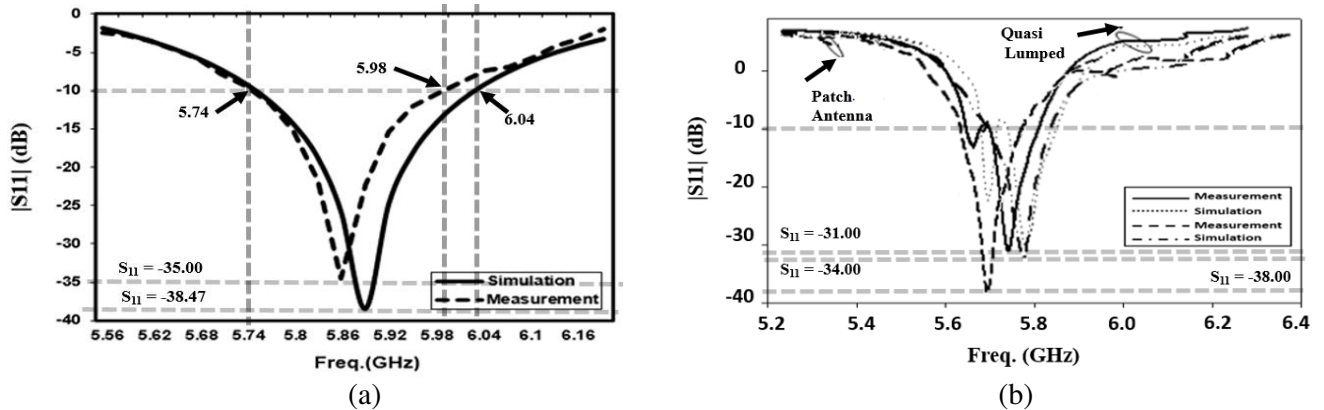 0
-5
-10
-15
-20
-25
-30
-35
-40
|S11| (dB)
5.98
5.74
6.04
S11 = -35.00
S11 = -38.47
Simulation
Measurement
5.56 5.62 5.68 5.74 5.8 5.86 5.92 5.98 6.04 6.1 6.16
Freq.(GHz)
(a)
0
-10
-20
-30
-40
|S11| (dB)
Quasi
Lumped
Patch
Antenna
Measurement
Simulation
Measurement
Simulation
S11 = -31.00
S11 = -34.00
S11 = -38.00
5.2 5.4 5.6 5.8 6.0 6.2 6.4
Freq. (GHz)
(b)